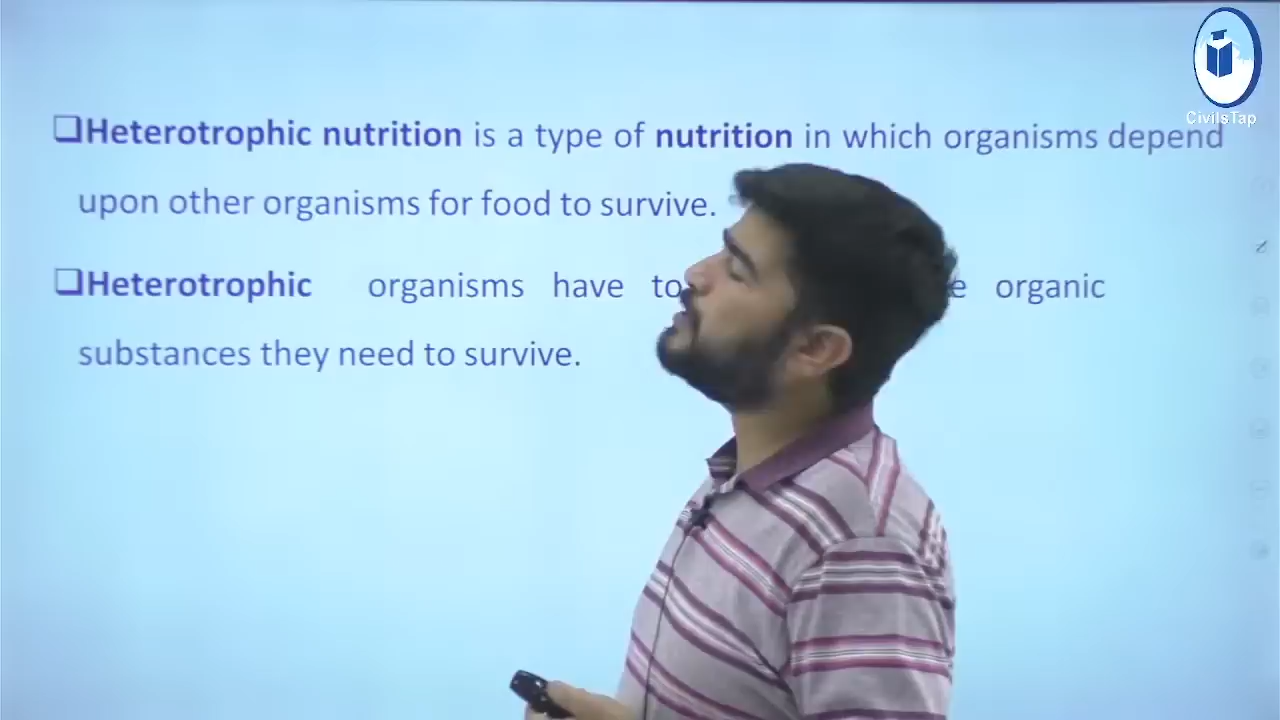 CivilsTap
❑Heterotrophic nutrition is a type of nutrition in which organisms depend
upon other organisms for food to survive.
❑Heterotrophic organisms have to organic
substances they need to survive.